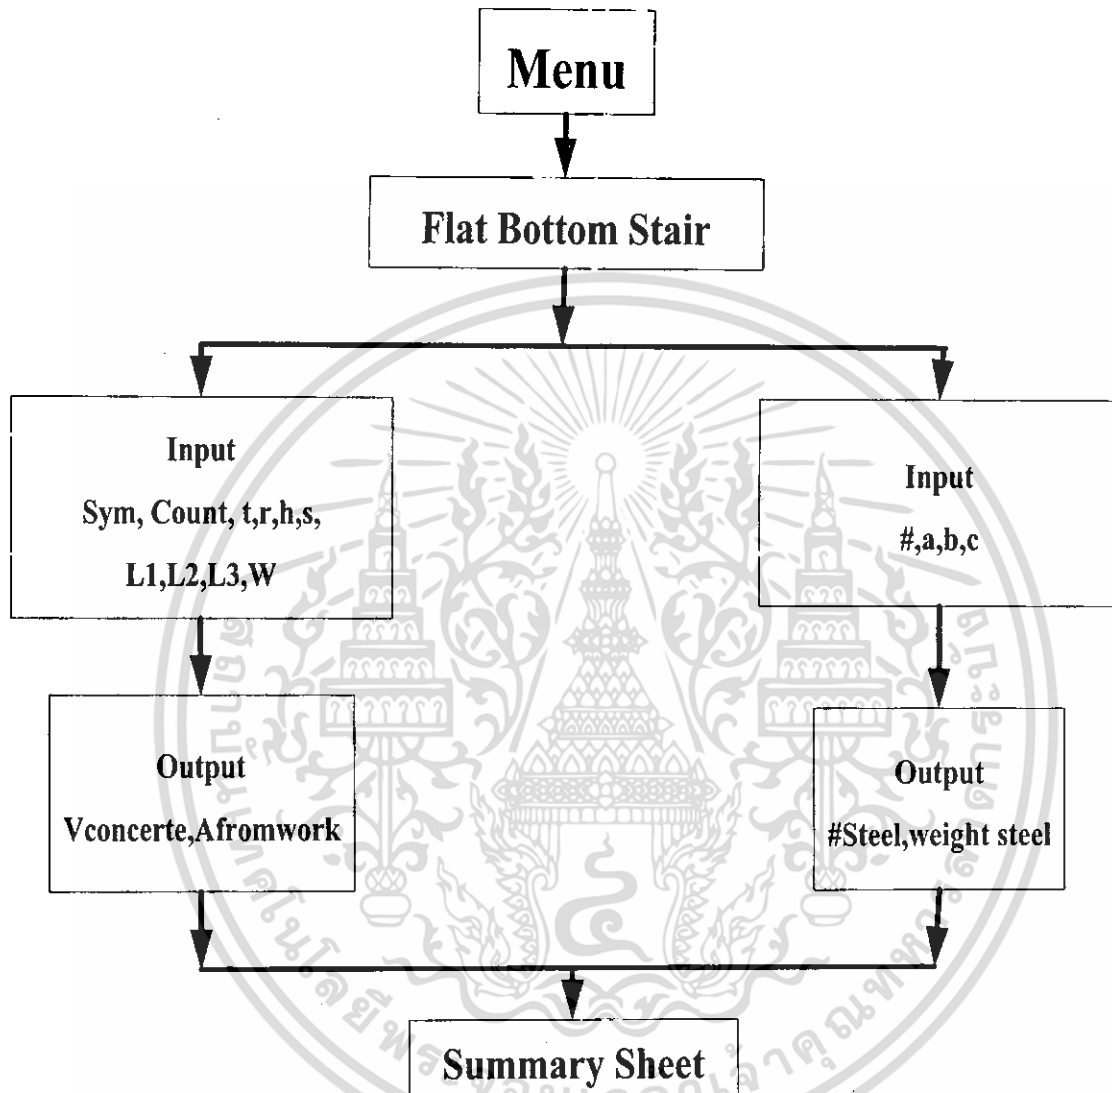 Menu
Flat Bottom Stair
Input
Sym, Count, t,r,h,s,
L1,L2,L3,W
Input
#,a,b,c
Output
Vconcerte,Afromwork
Output
#Steel,weight steel
Summary Sheet